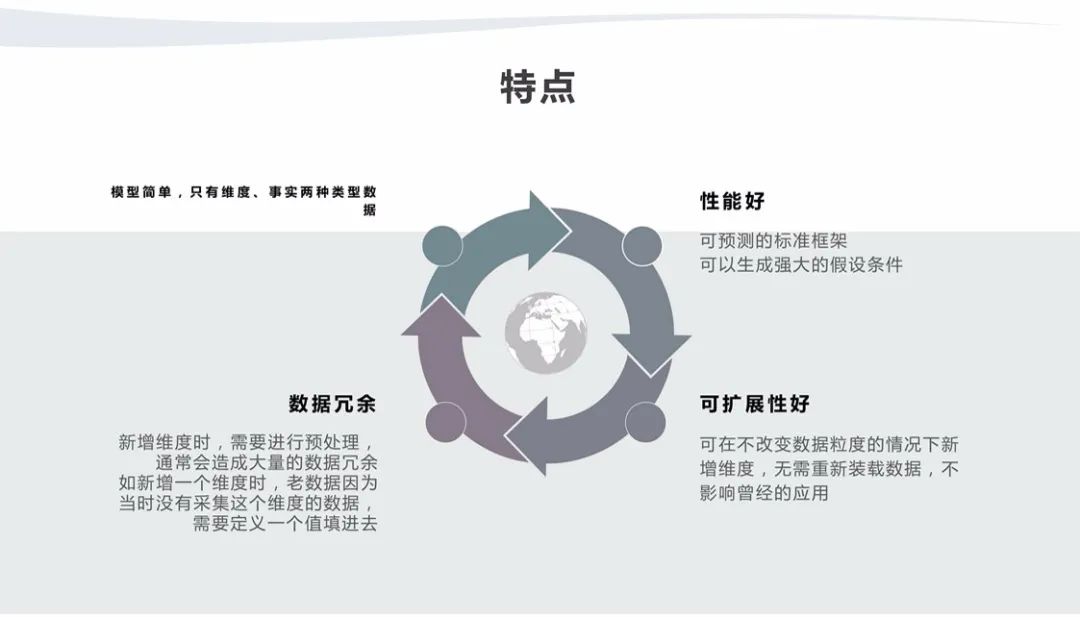 特点
模型简单，只有维度、事实两种类型数
据
性能好
可预测的标准框架
可以生成强大的假设条件
数据冗余
新增维度时，需要进行预处理，
通常会造成大量的数据冗余
如新增一个维度时，老数据因为
当时没有采集这个维度的数据，
需要定义一个值填进去
可扩展性好
可在不改变数据粒度的情况下新
增维度，无需重新装载数据，不
影响曾经的应用